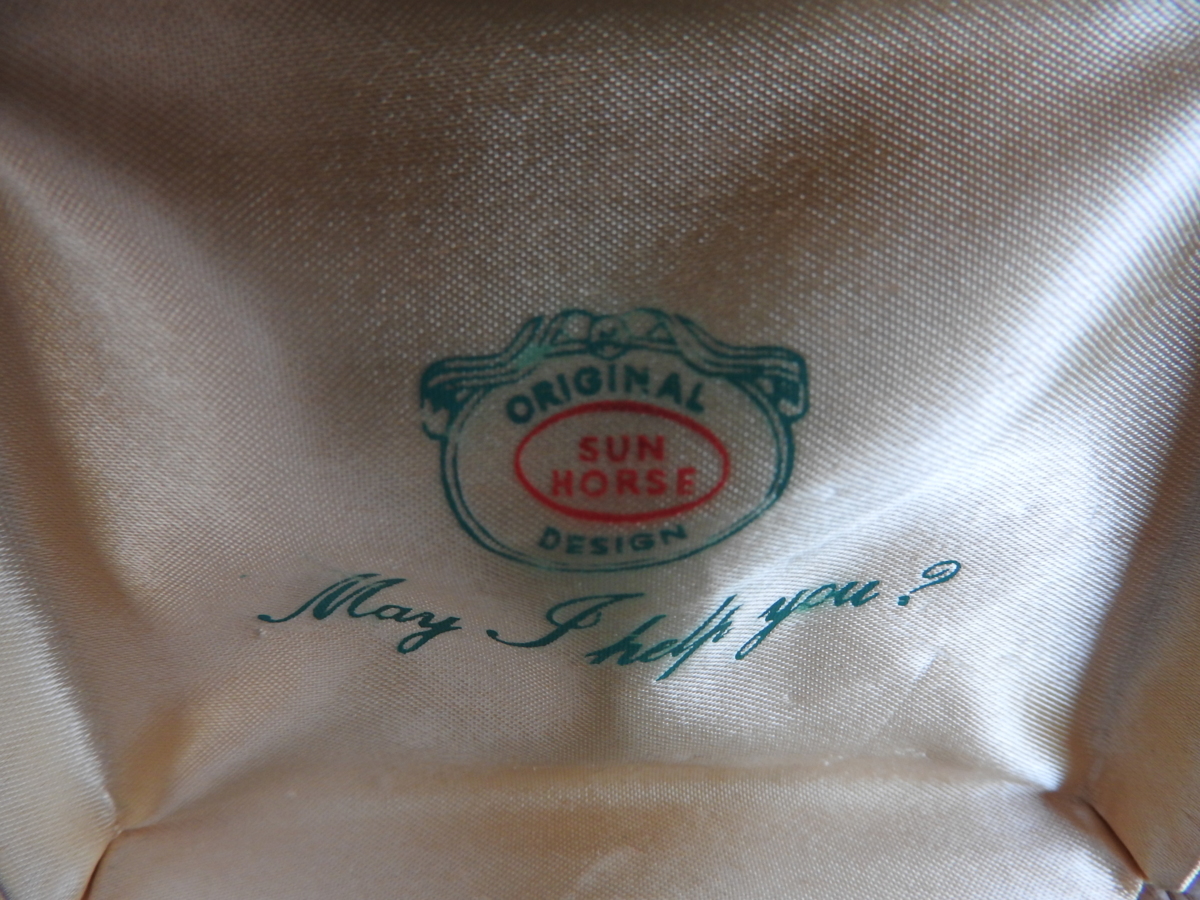 ORIGINAL
SUN
HORSE
DESIGN
May I help you?